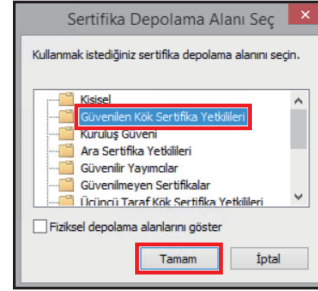 Sertifika Depolama Alanı Seç
Kullanmak istediğiniz sertifika depolama alanını seçin.
Kişisel
Güvenilen Kök Sertifika Yetkilileri
Kuruluş Güveni
Ara Sertifika Yetkilileri
Güvenilir Yayımcılar
Güvenilmeyen Sertifikalar
Üçüncü Taraf Kök Sertifika Yetkilileri
Fiziksel depolama alanlarını göster
Tamam
İptal